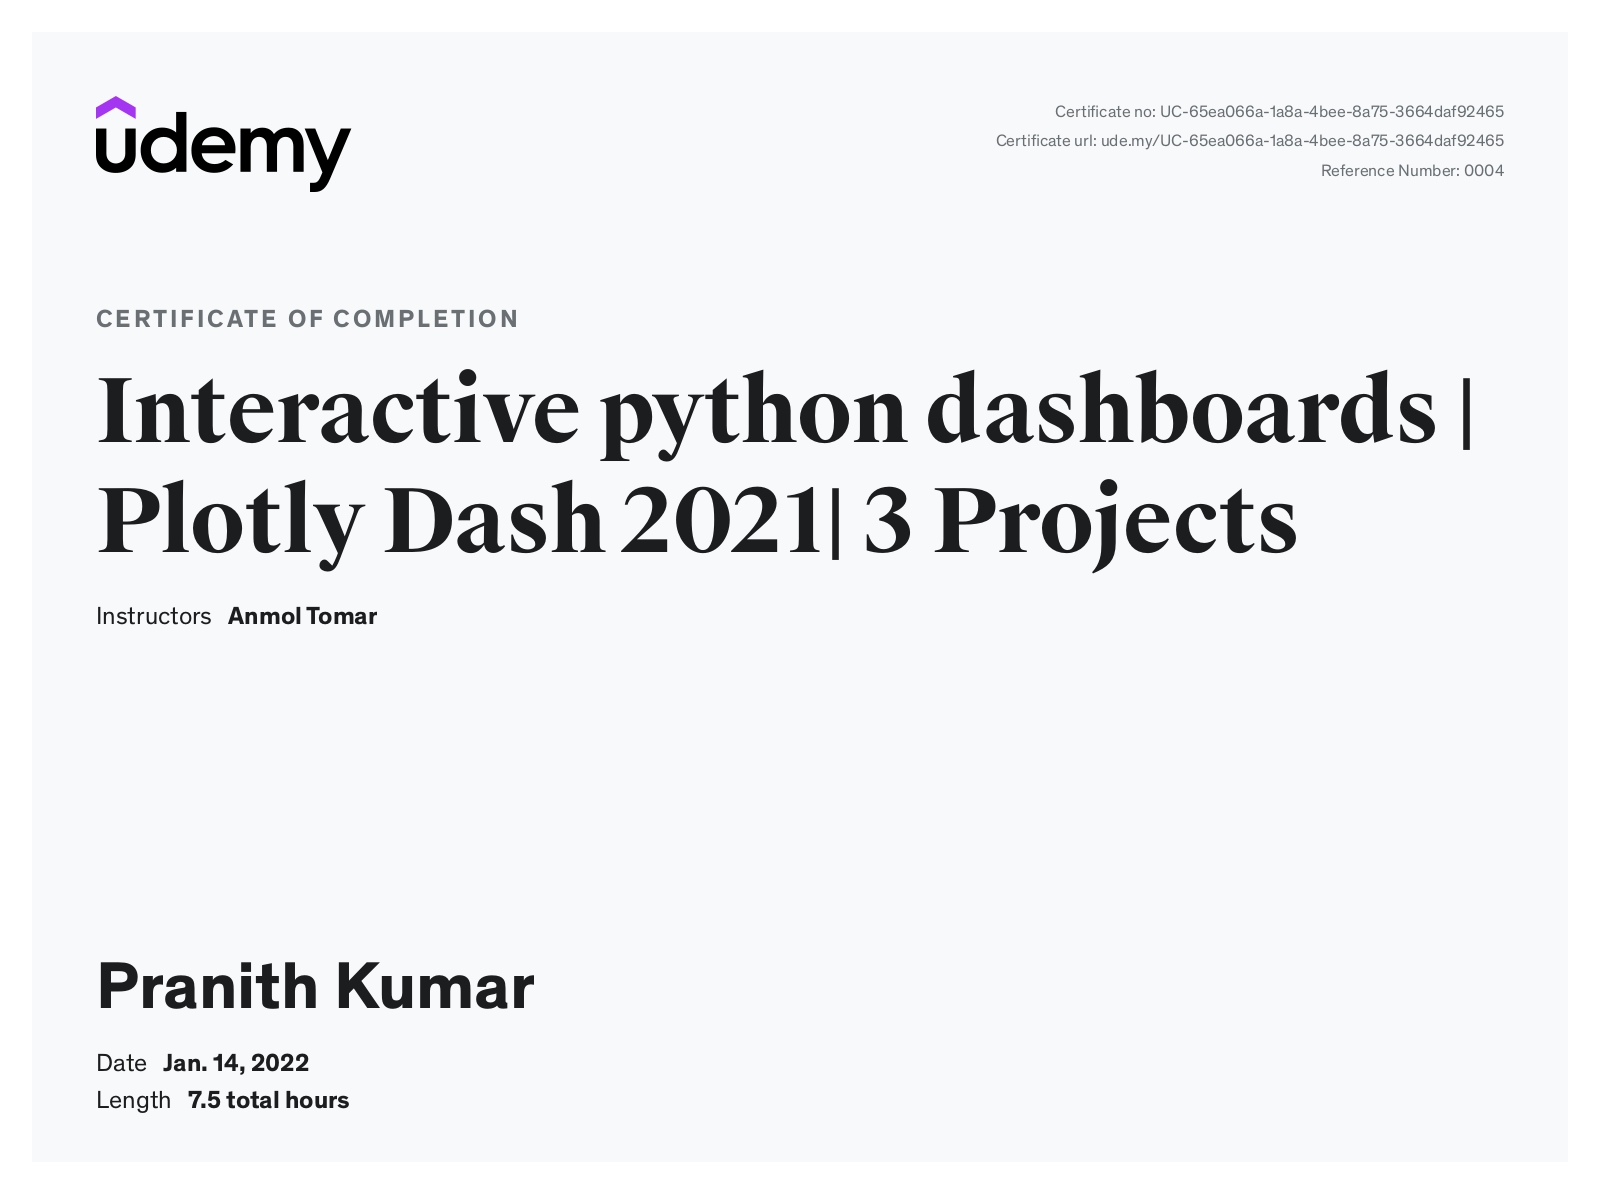 udemy
Certificate no: UC-65ea066a-1a8a-4bee-8a75-3664daf92465
Certificate url: ude.my/UC-65ea066a-1a8a-4bee-8a75-3664daf92465
Reference Number: 0004
CERTIFICATE OF COMPLETION
Interactive python dashboards |
Plotly Dash 2021| 3 Projects
Instructors Anmol Tomar
Pranith Kumar
Date Jan. 14, 2022
Length 7.5 total hours